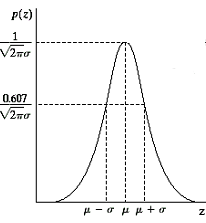 p(z)
1
√2πσ
0.607
√2πσ
μ − σ μ μ + σ z